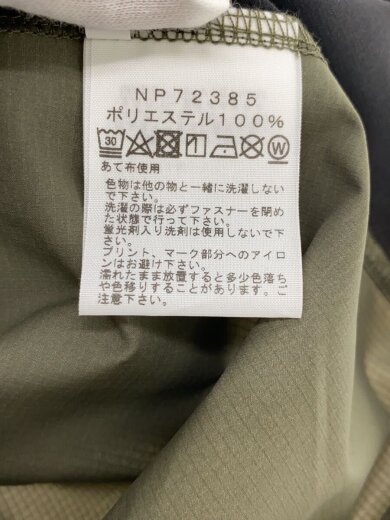 NP72385
ポリエステル100%
30
W
あて布使用
色物は他の物と一緒に洗濯しない
で下さい。
洗濯の際は必ずファスナーを閉め
た状態で行って下さい。
蛍光剤入り洗剤は使用しないで下
さい。
プリント、マーク部分へのアイロ
ンはお避け下さい。
濡れたまま放置すると多少色落ち
や色移りすることがあります。ご
注意下さい。